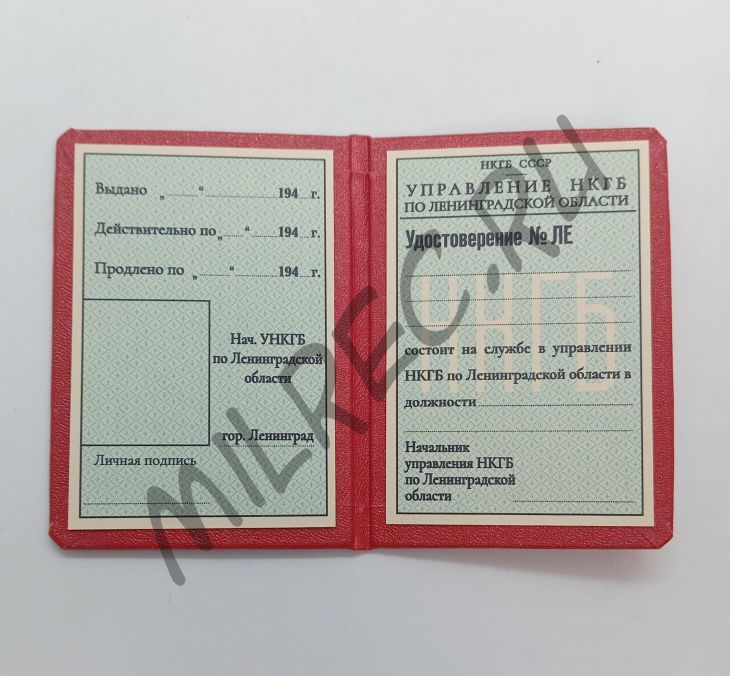 Выдано „ “ 194 г.
Действительно по „ “ 194 г.
Продлено по „ “ 194 г.
Нач. УНКГБ
по Ленинградской
области
гор. Ленинград
Личная подпись
НКГБ СССР
УПРАВЛЕНИЕ НКГБ
ПО ЛЕНИНГРАДСКОЙ ОБЛАСТИ
Удостоверение № ЛЕ
НКГБ
состоит на службе в управлении
НКГБ по Ленинградской области в
должности
Начальник
управления НКГБ
по Ленинградской
области
MILREC.RU